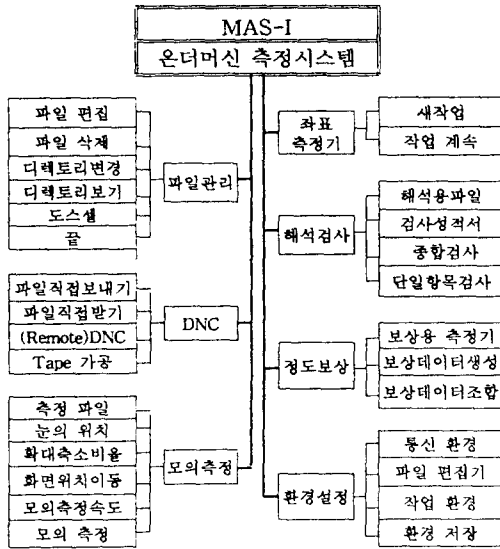 MAS-I
온더머신 측정시스템
파일 편집
파일 삭제
디렉토리변경
디렉토리보기
도스셸
끝
파일관리
파일직접보내기
파일직접받기
(Remote)DNC
Tape 가공
DNC
측정 파일
눈의 위치
확대축소비율
화면위치이동
모의측정속도
모의 측정
모의측정
좌표
측정기
새작업
작업 계속
해석검사
해석용파일
검사성적서
종합검사
단일항목검사
정도보상
보상용 측정기
보상데이터생성
보상데이터조합
환경설정
통신 환경
파일 편집기
작업 환경
환경 저장